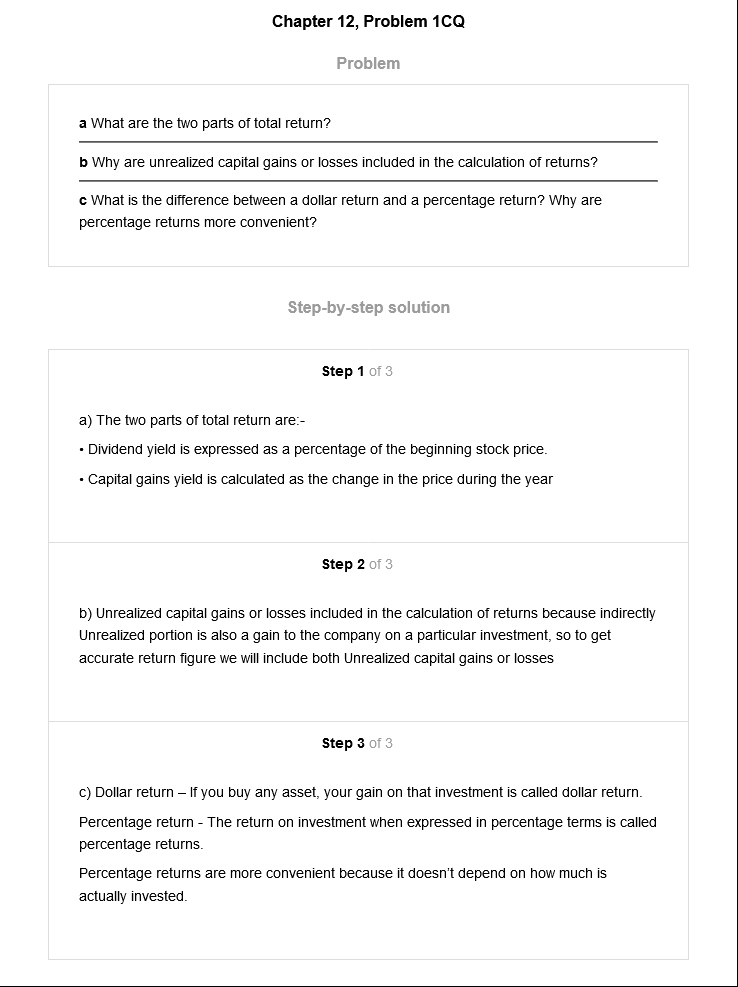 Chapter 12, Problem 1CQ
Problem
a What are the two parts of total return?
b Why are unrealized capital gains or losses included in the calculation of returns?
c What is the difference between a dollar return and a percentage return? Why are
percentage returns more convenient?
Step-by-step solution
Step 1 of 3
a) The two parts of total return are:-
• Dividend yield is expressed as a percentage of the beginning stock price.
• Capital gains yield is calculated as the change in the price during the year
Step 2 of 3
b) Unrealized capital gains or losses included in the calculation of returns because indirectly
Unrealized portion is also a gain to the company on a particular investment, so to get
accurate return figure we will include both Unrealized capital gains or losses
Step 3 of 3
c) Dollar return – If you buy any asset, your gain on that investment is called dollar return.
Percentage return - The return on investment when expressed in percentage terms is called
percentage returns.
Percentage returns are more convenient because it doesn’t depend on how much is
actually invested.